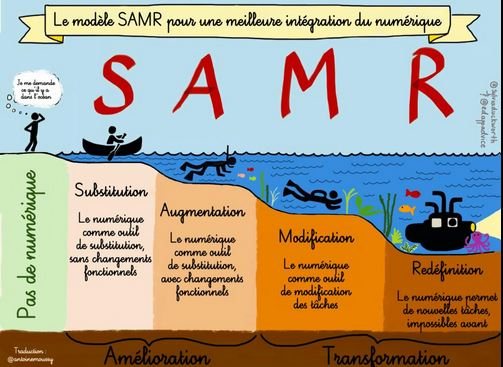 Le modèle SAMR pour une meilleure intégration du numérique
S A M R
Je me demande
ce qu'il y a
dans l'océan
@sylviaduckworth
@edappadvice
Pas de numérique
Substitution
Le numérique
comme outil
de substitution,
sans changements
fonctionnels
Augmentation
Le numérique
comme outil
de substitution,
avec changements
fonctionnels
Modification
Le numérique
comme outil
de modification
des tâches
Redéfinition
Le numérique permet
de nouvelles tâches,
impossibles avant
Traduction :
@antoinemoussy
Amélioration
Transformation